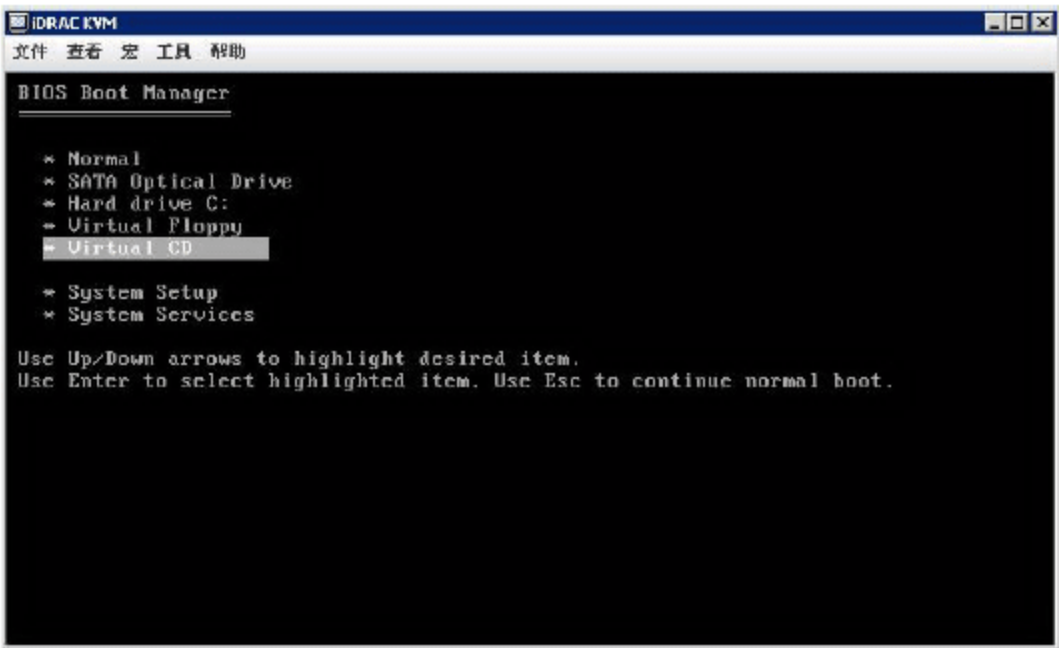 iDRAC KVM
文件 查看 宏 工具 帮助
BIOS Boot Manager
* Normal
* SATA Optical Drive
* Hard drive C:
* Virtual Floppy
* Virtual CD
* System Setup
* System Services
Use Up/Down arrows to highlight desired item.
Use Enter to select highlighted item. Use Esc to continue normal boot.